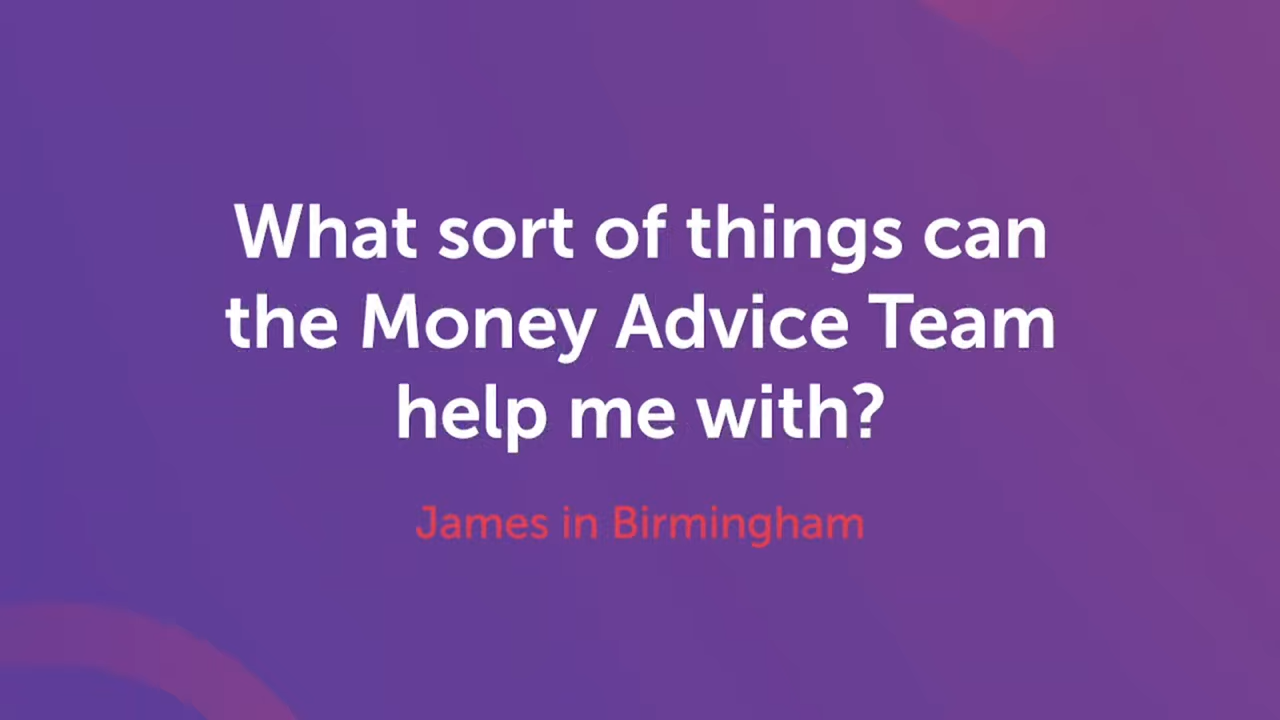 What sort of things can
the Money Advice Team
help me with?
James in Birmingham